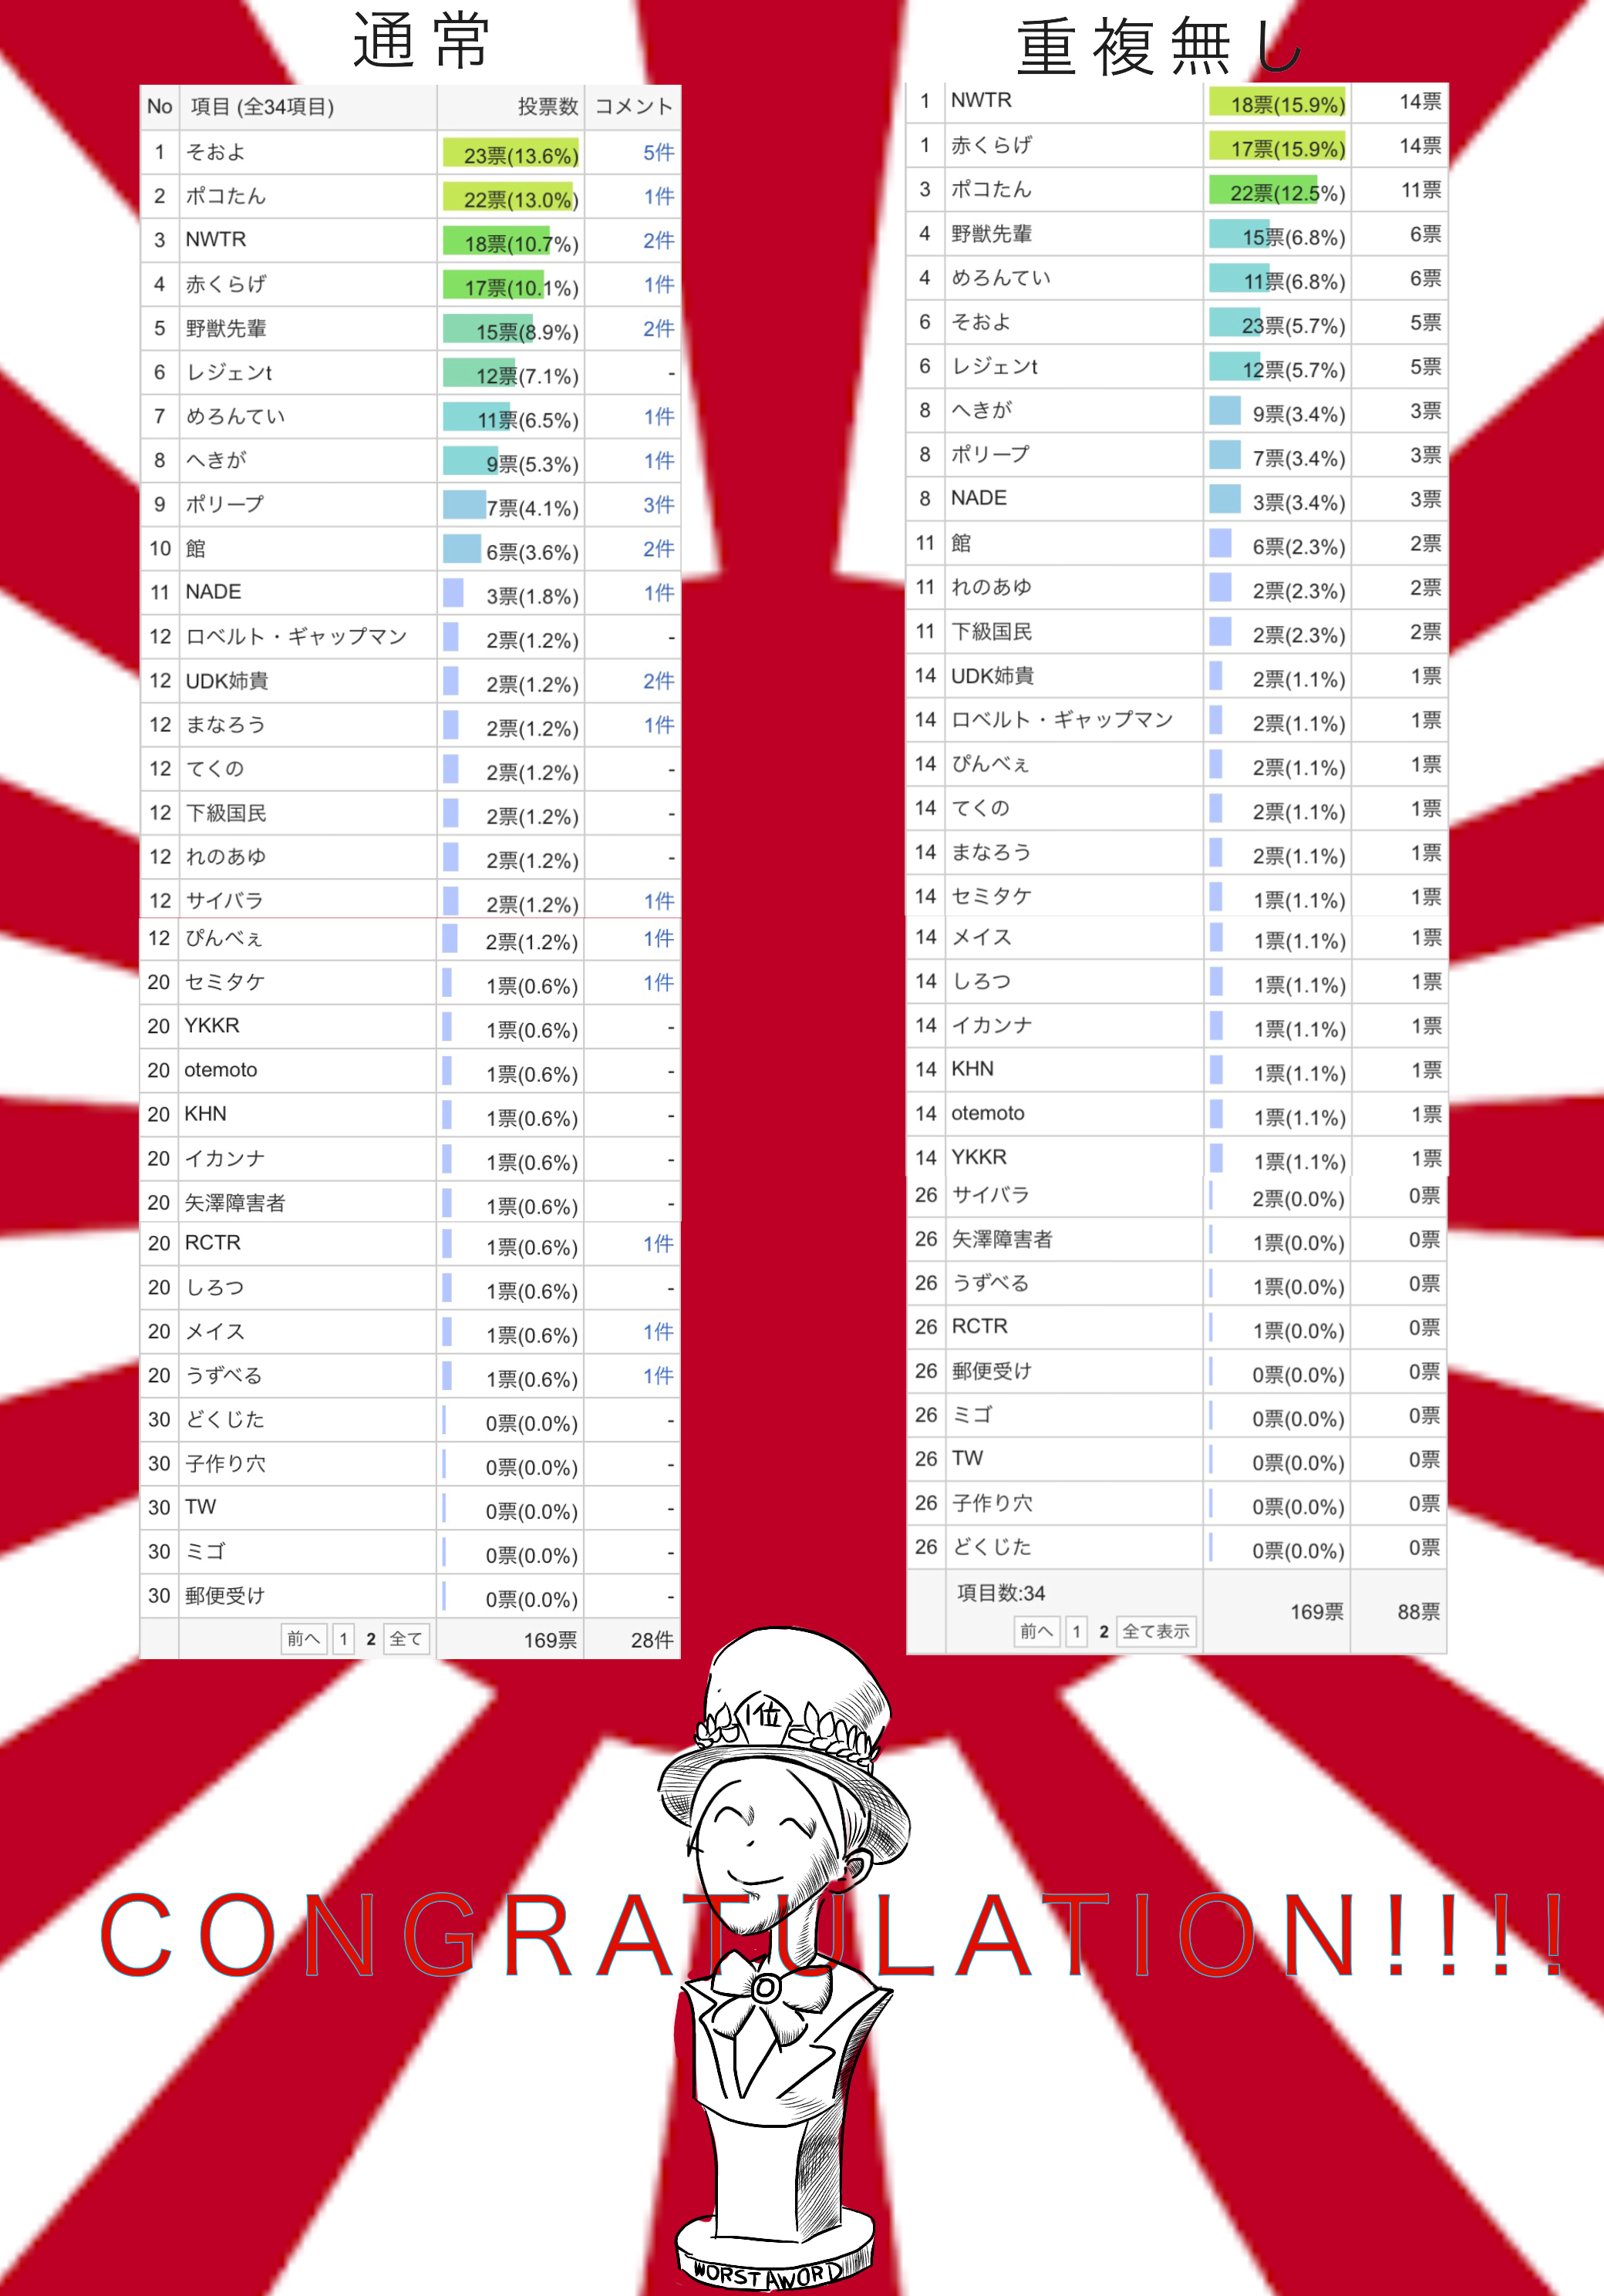 通常
No 項目 (全34項目) 投票数 コメント
1 そおよ 23票(13.6%) 5件
2 ポコたん 22票(13.0%) 1件
3 NWTR 18票(10.7%) 2件
4 赤くらげ 17票(10.1%) 1件
5 野獣先輩 15票(8.9%) 2件
6 レジェンt 12票(7.1%) -
7 めろんてい 11票(6.5%) 1件
8 へきが 9票(5.3%) 1件
9 ポリープ 7票(4.1%) 3件
10 館 6票(3.6%) 2件
11 NADE 3票(1.8%) 1件
12 ロベルト・ギャップマン 2票(1.2%) -
12 UDK姉貴 2票(1.2%) 2件
12 まなろう 2票(1.2%) 1件
12 てくの 2票(1.2%) -
12 下級国民 2票(1.2%) -
12 れのあゆ 2票(1.2%) -
12 サイバラ 2票(1.2%) 1件
12 ぴんべぇ 2票(1.2%) 1件
20 セミタケ 1票(0.6%) 1件
20 YKKR 1票(0.6%) -
20 otemoto 1票(0.6%) -
20 KHN 1票(0.6%) -
20 イカンナ 1票(0.6%) -
20 矢澤障害者 1票(0.6%) -
20 RCTR 1票(0.6%) 1件
20 しろつ 1票(0.6%) -
20 メイス 1票(0.6%) 1件
20 うずべる 1票(0.6%) 1件
30 どくじた 0票(0.0%) -
30 子作り穴 0票(0.0%) -
30 TW 0票(0.0%) -
30 ミゴ 0票(0.0%) -
30 郵便受け 0票(0.0%) -
前へ 1 2 全て 169票 28件
重複無し
1 NWTR 18票(15.9%) 14票
1 赤くらげ 17票(15.9%) 14票
3 ポコたん 22票(12.5%) 11票
4 野獣先輩 15票(6.8%) 6票
4 めろんてい 11票(6.8%) 6票
6 そおよ 23票(5.7%) 5票
6 レジェンt 12票(5.7%) 5票
8 へきが 9票(3.4%) 3票
8 ポリープ 7票(3.4%) 3票
8 NADE 3票(3.4%) 3票
11 館 6票(2.3%) 2票
11 れのあゆ 2票(2.3%) 2票
11 下級国民 2票(2.3%) 2票
14 UDK姉貴 2票(1.1%) 1票
14 ロベルト・ギャップマン 2票(1.1%) 1票
14 ぴんべぇ 2票(1.1%) 1票
14 てくの 2票(1.1%) 1票
14 まなろう 2票(1.1%) 1票
14 セミタケ 1票(1.1%) 1票
14 メイス 1票(1.1%) 1票
14 しろつ 1票(1.1%) 1票
14 イカンナ 1票(1.1%) 1票
14 KHN 1票(1.1%) 1票
14 otemoto 1票(1.1%) 1票
14 YKKR 1票(1.1%) 1票
26 サイバラ 2票(0.0%) 0票
26 矢澤障害者 1票(0.0%) 0票
26 うずべる 1票(0.0%) 0票
26 RCTR 1票(0.0%) 0票
26 郵便受け 0票(0.0%) 0票
26 ミゴ 0票(0.0%) 0票
26 TW 0票(0.0%) 0票
26 子作り穴 0票(0.0%) 0票
26 どくじた 0票(0.0%) 0票
項目数:34
前へ 1 2 全て表示 169票 88票
1位
CONGRATULATION!!!!
WORST AWORD